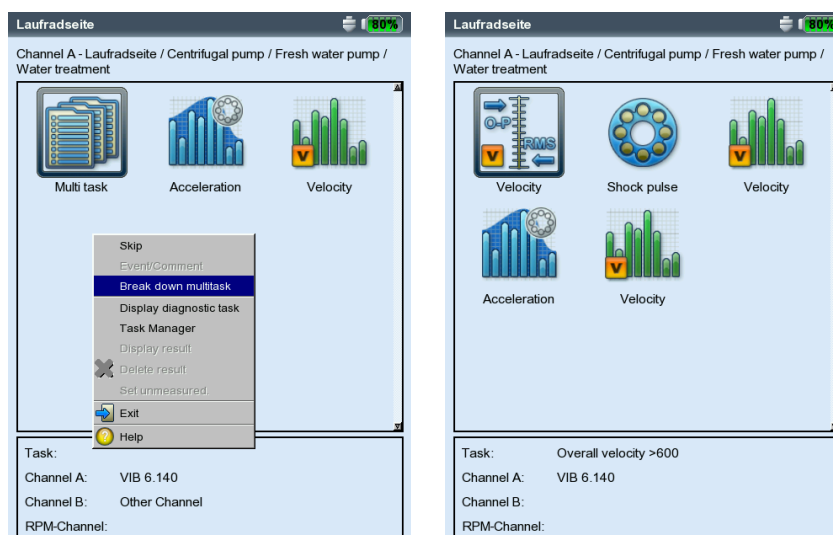 Laufradseite
80%
Channel A - Laufradseite / Centrifugal pump / Fresh water pump /
Water treatment
Multi task
Acceleration
V
Velocity
Skip
Event/Comment
Break down multitask
Display diagnostic task
Task Manager
Display result
Delete result
Set unmeasured
Exit
? Help
Task:
Channel A: VIB 6.140
Channel B: Other Channel
RPM-Channel:
Laufradseite
80%
Channel A - Laufradseite / Centrifugal pump / Fresh water pump /
Water treatment
O-P
RMS
V
Velocity
Shock pulse
V
Velocity
Acceleration
V
Velocity
Task: Overall velocity >600
Channel A: VIB 6.140
Channel B:
RPM-Channel: